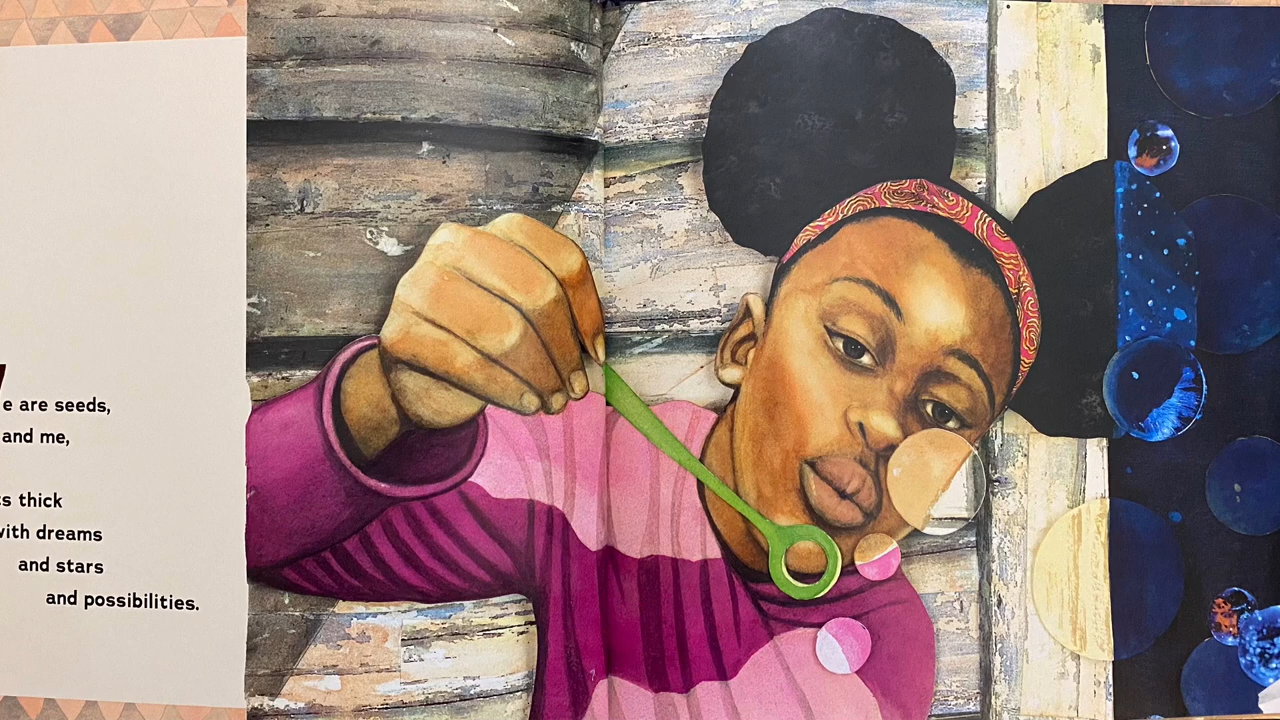 e are seeds,
and me,
s thick
with dreams
and stars
and possibilities.